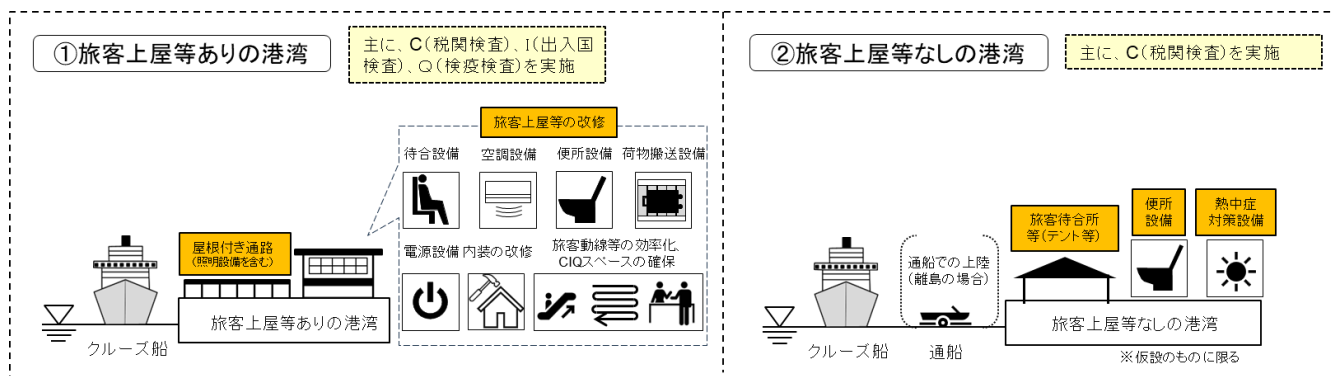 ①旅客上屋等ありの港湾
主に、C(税関検査)、I(出入国
検査)、Q(検疫検査)を実施
旅客上屋等の改修
待合設備
空調設備
便所設備
荷物搬送設備
電源設備
内装の改修
旅客動線等の効率化、
CIQスペースの確保
屋根付き通路
(照明設備を含む)
旅客上屋等ありの港湾
クルーズ船
②旅客上屋等なしの港湾
主に、C(税関検査)を実施
旅客待合所
等(テント等)
便所
設備
熱中症
対策設備
通船での上陸
(離島の場合)
旅客上屋等なしの港湾
クルーズ船
通船
※仮設のものに限る